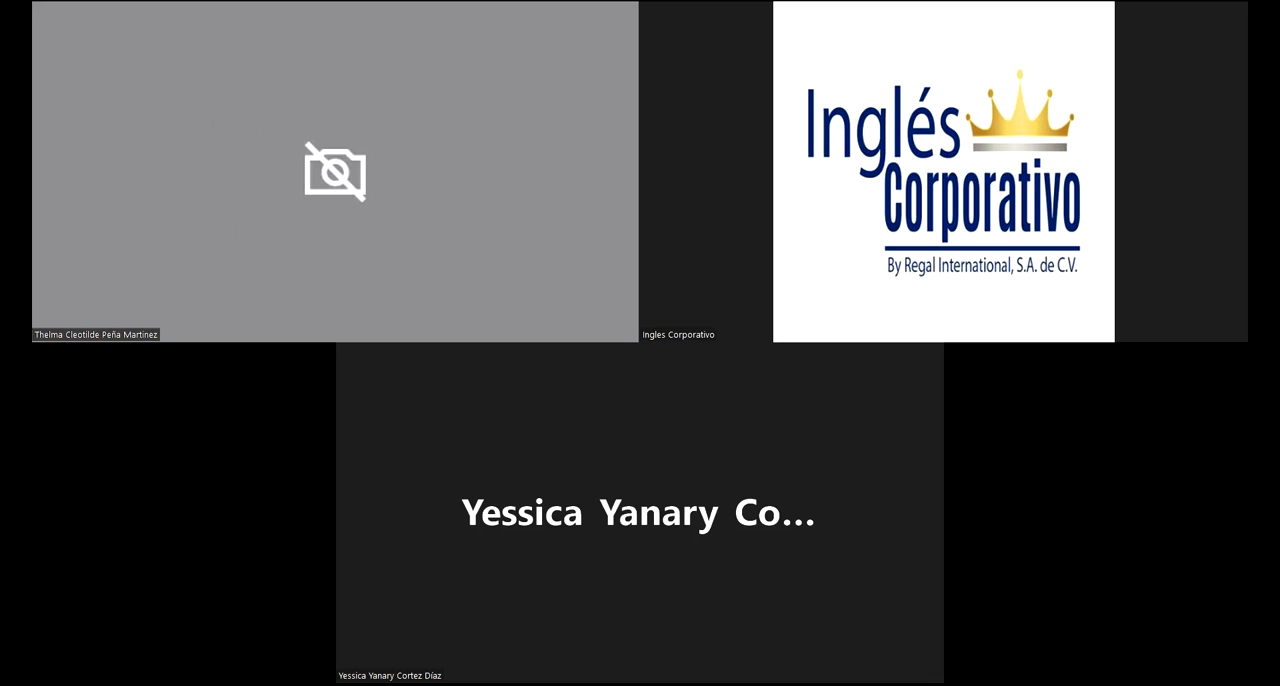 Inglés
Corporativo
By Regal International, S.A. de C.V.
Thelma Cleotilde Peña Martinez
Ingles Corporativo
Yessica Yanary Co...
Yessica Yanary Cortez Díaz